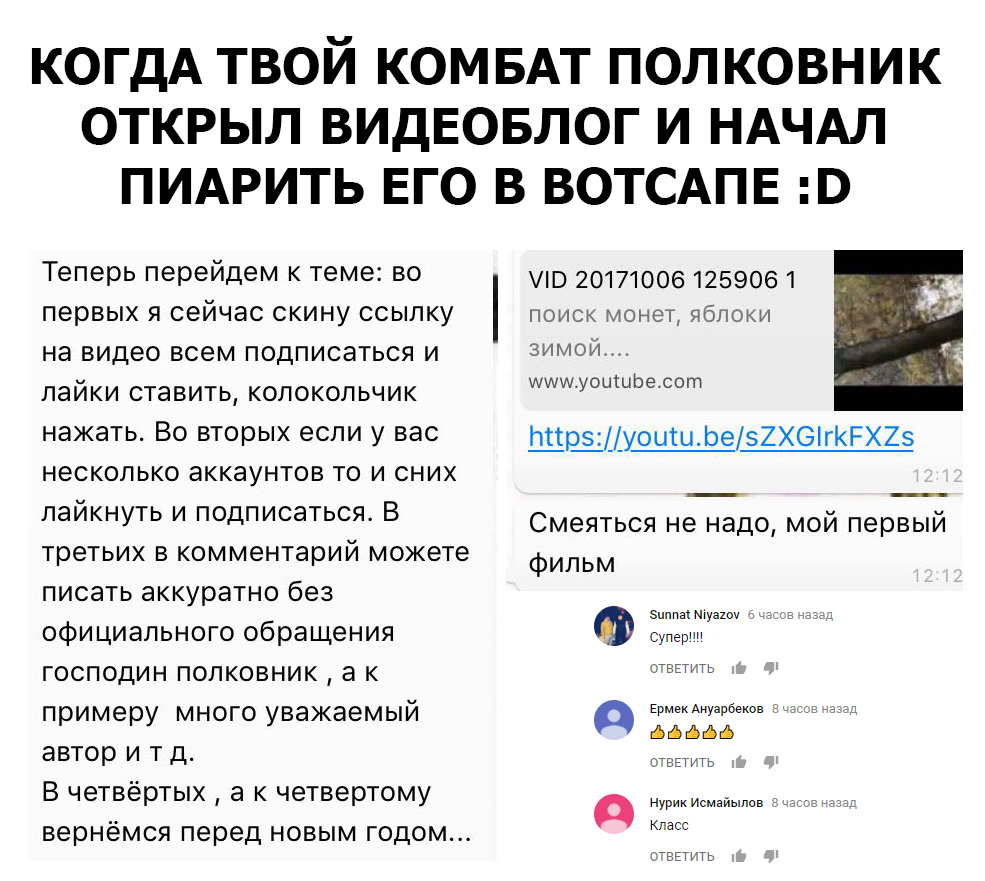 КОГДА ТВОЙ КОМБАТ ПОЛКОВНИК
ОТКРЫЛ ВИДЕОБЛОГ И НАЧАЛ
ПИАРИТЬ ЕГО В ВОТСАПЕ :D
Теперь перейдем к теме: во
первых я сейчас скину ссылку
на видео всем подписаться и
лайки ставить, колокольчик
нажать. Во вторых если у вас
несколько аккаунтов то и сних
лайкнуть и подписаться. В
третьих в комментарий можете
писать аккуратно без
официального обращения
господин полковник , а к
примеру  много уважаемый
автор и т д.
В четвёртых , а к четвертому
вернёмся перед новым годом...
VID 20171006 125906 1
поиск монет, яблоки
зимой....
www.youtube.com
https://youtu.be/sZXGlrkFXZs
12:12
Смеяться не надо, мой первый
фильм
12:12
Sunnat Niyazov 6 часов назад
Супер!!!!
ОТВЕТИТЬ
Ермек Ануарбеков 8 часов назад
👍👍👍👍👍
ОТВЕТИТЬ
Нурик Исмайылов 8 часов назад
Класс
ОТВЕТИТЬ